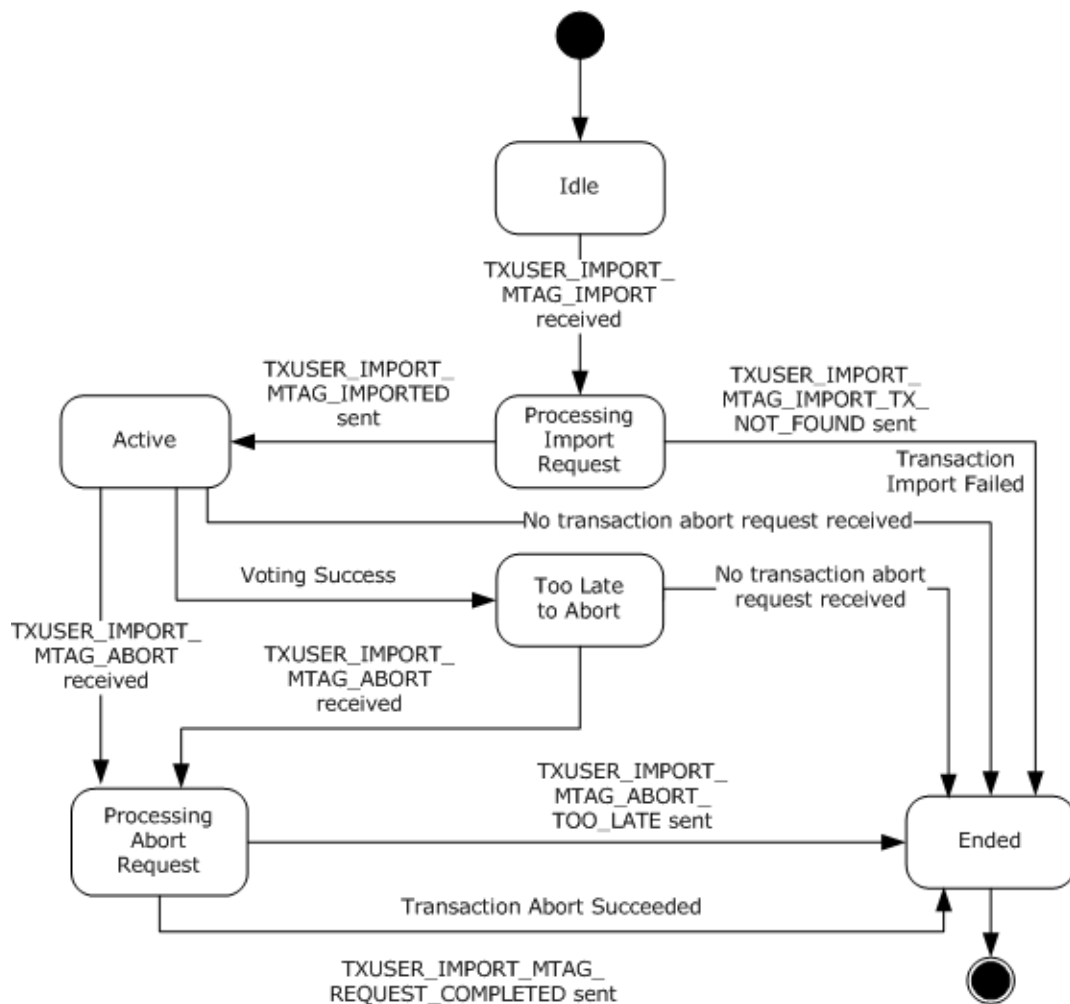 Idle
TXUSER_IMPORT_
MTAG_IMPORT
received
TXUSER_IMPORT_
MTAG_IMPORTED
sent
TXUSER_IMPORT_
MTAG_IMPORT_TX_
NOT_FOUND sent
Active
Processing
Import
Request
Transaction
Import Failed
No transaction abort request received
Voting Success
Too Late
to Abort
No transaction abort
request received
TXUSER_IMPORT_
MTAG_ABORT
received
TXUSER_IMPORT_
MTAG_ABORT
received
Processing
Abort
Request
TXUSER_IMPORT_
MTAG_ABORT_
TOO_LATE sent
Ended
Transaction Abort Succeeded
TXUSER_IMPORT_MTAG_
REQUEST_COMPLETED sent